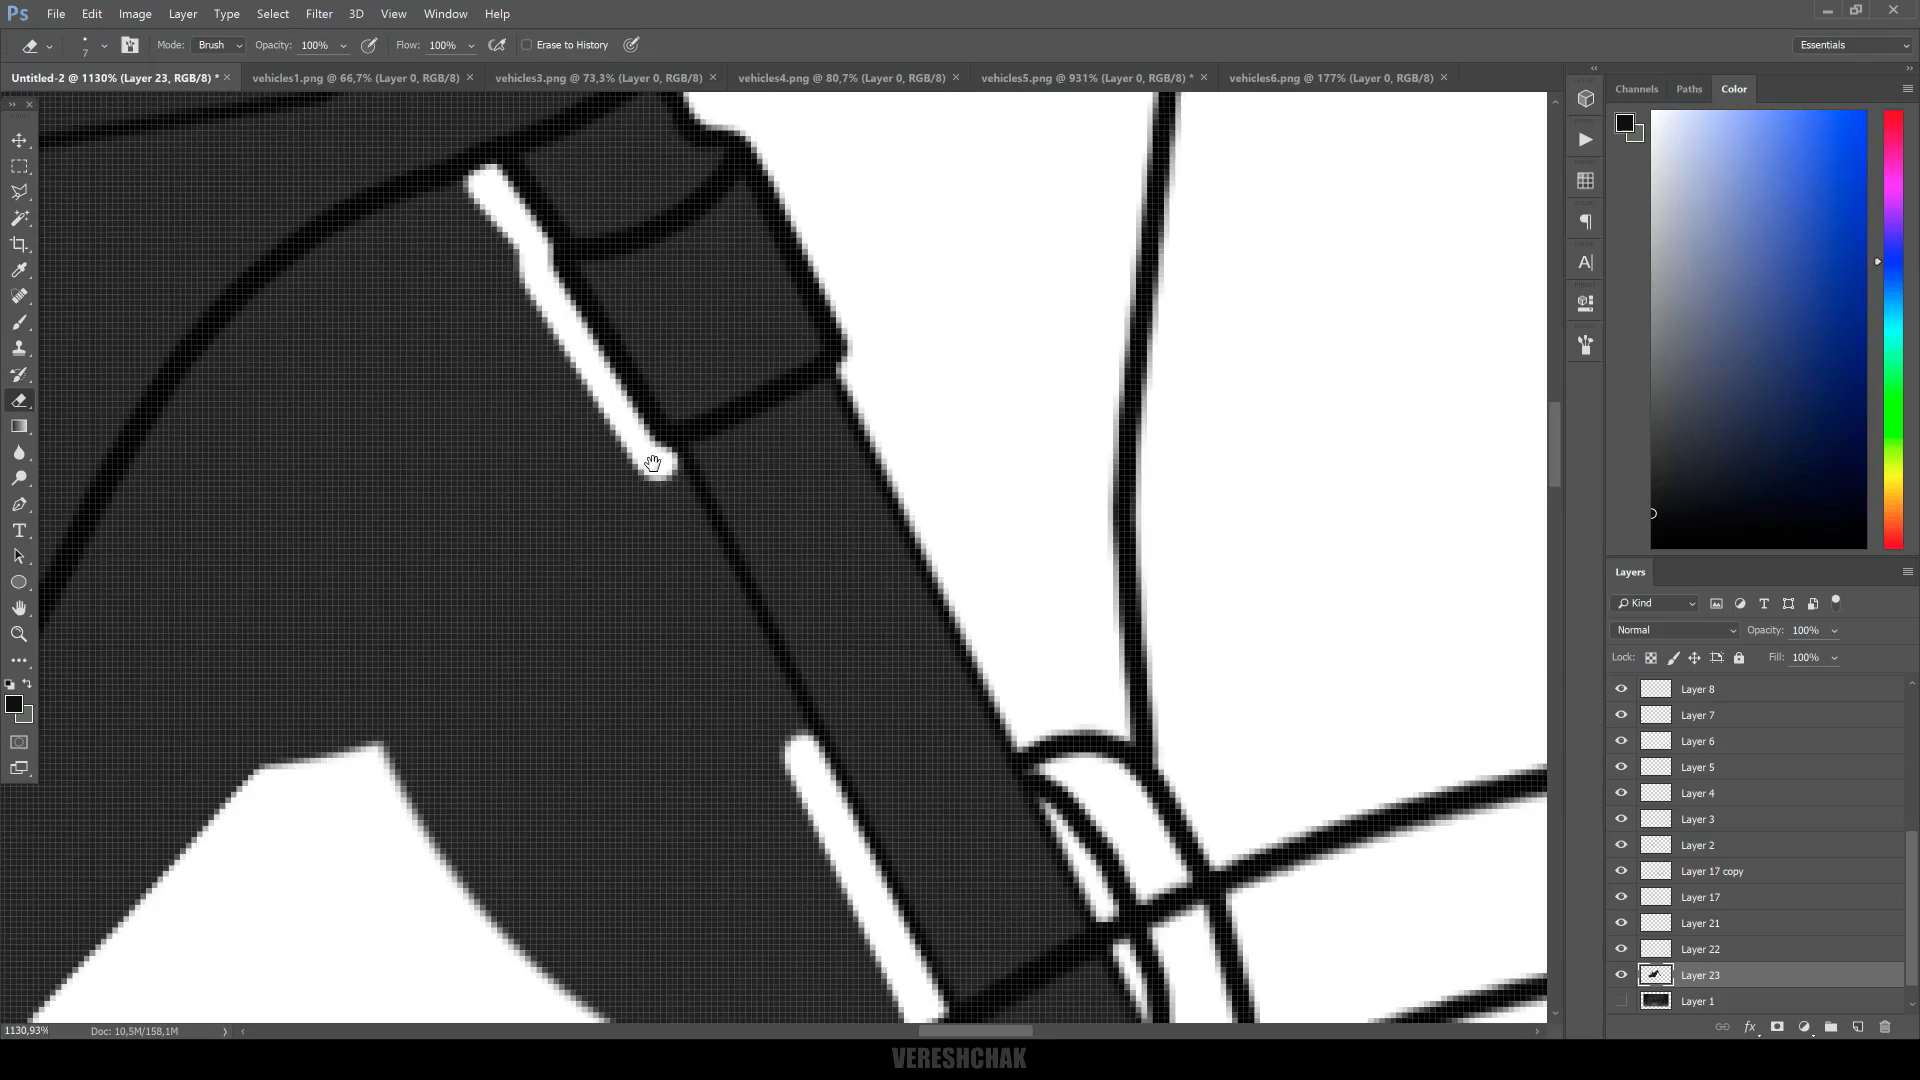 Ps File Edit Image Layer Type Select Filter 3D View Window Help
7 Mode: Brush Opacity: 100% Flow: 100% Erase to History Essentials
Untitled-2 @ 1130% (Layer 23, RGB/8) * vehicles1.png @ 66,7% (Layer 0, RGB/8) vehicles3.png @ 73,3% (Layer 0, RGB/8) vehicles4.png @ 80,7% (Layer 0, RGB/8) vehicles5.png @ 931% (Layer 0, RGB/8) * vehicles6.png @ 177% (Layer 0, RGB/8)
Channels Paths Color
Layers
Kind
Normal Opacity: 100%
Lock: Fill: 100%
Layer 8
Layer 7
Layer 6
Layer 5
Layer 4
Layer 3
Layer 2
Layer 17 copy
Layer 17
Layer 21
Layer 22
Layer 23
Layer 1
fx
1130,93% Doc: 10,5M/158,1M
VERESHCHAK